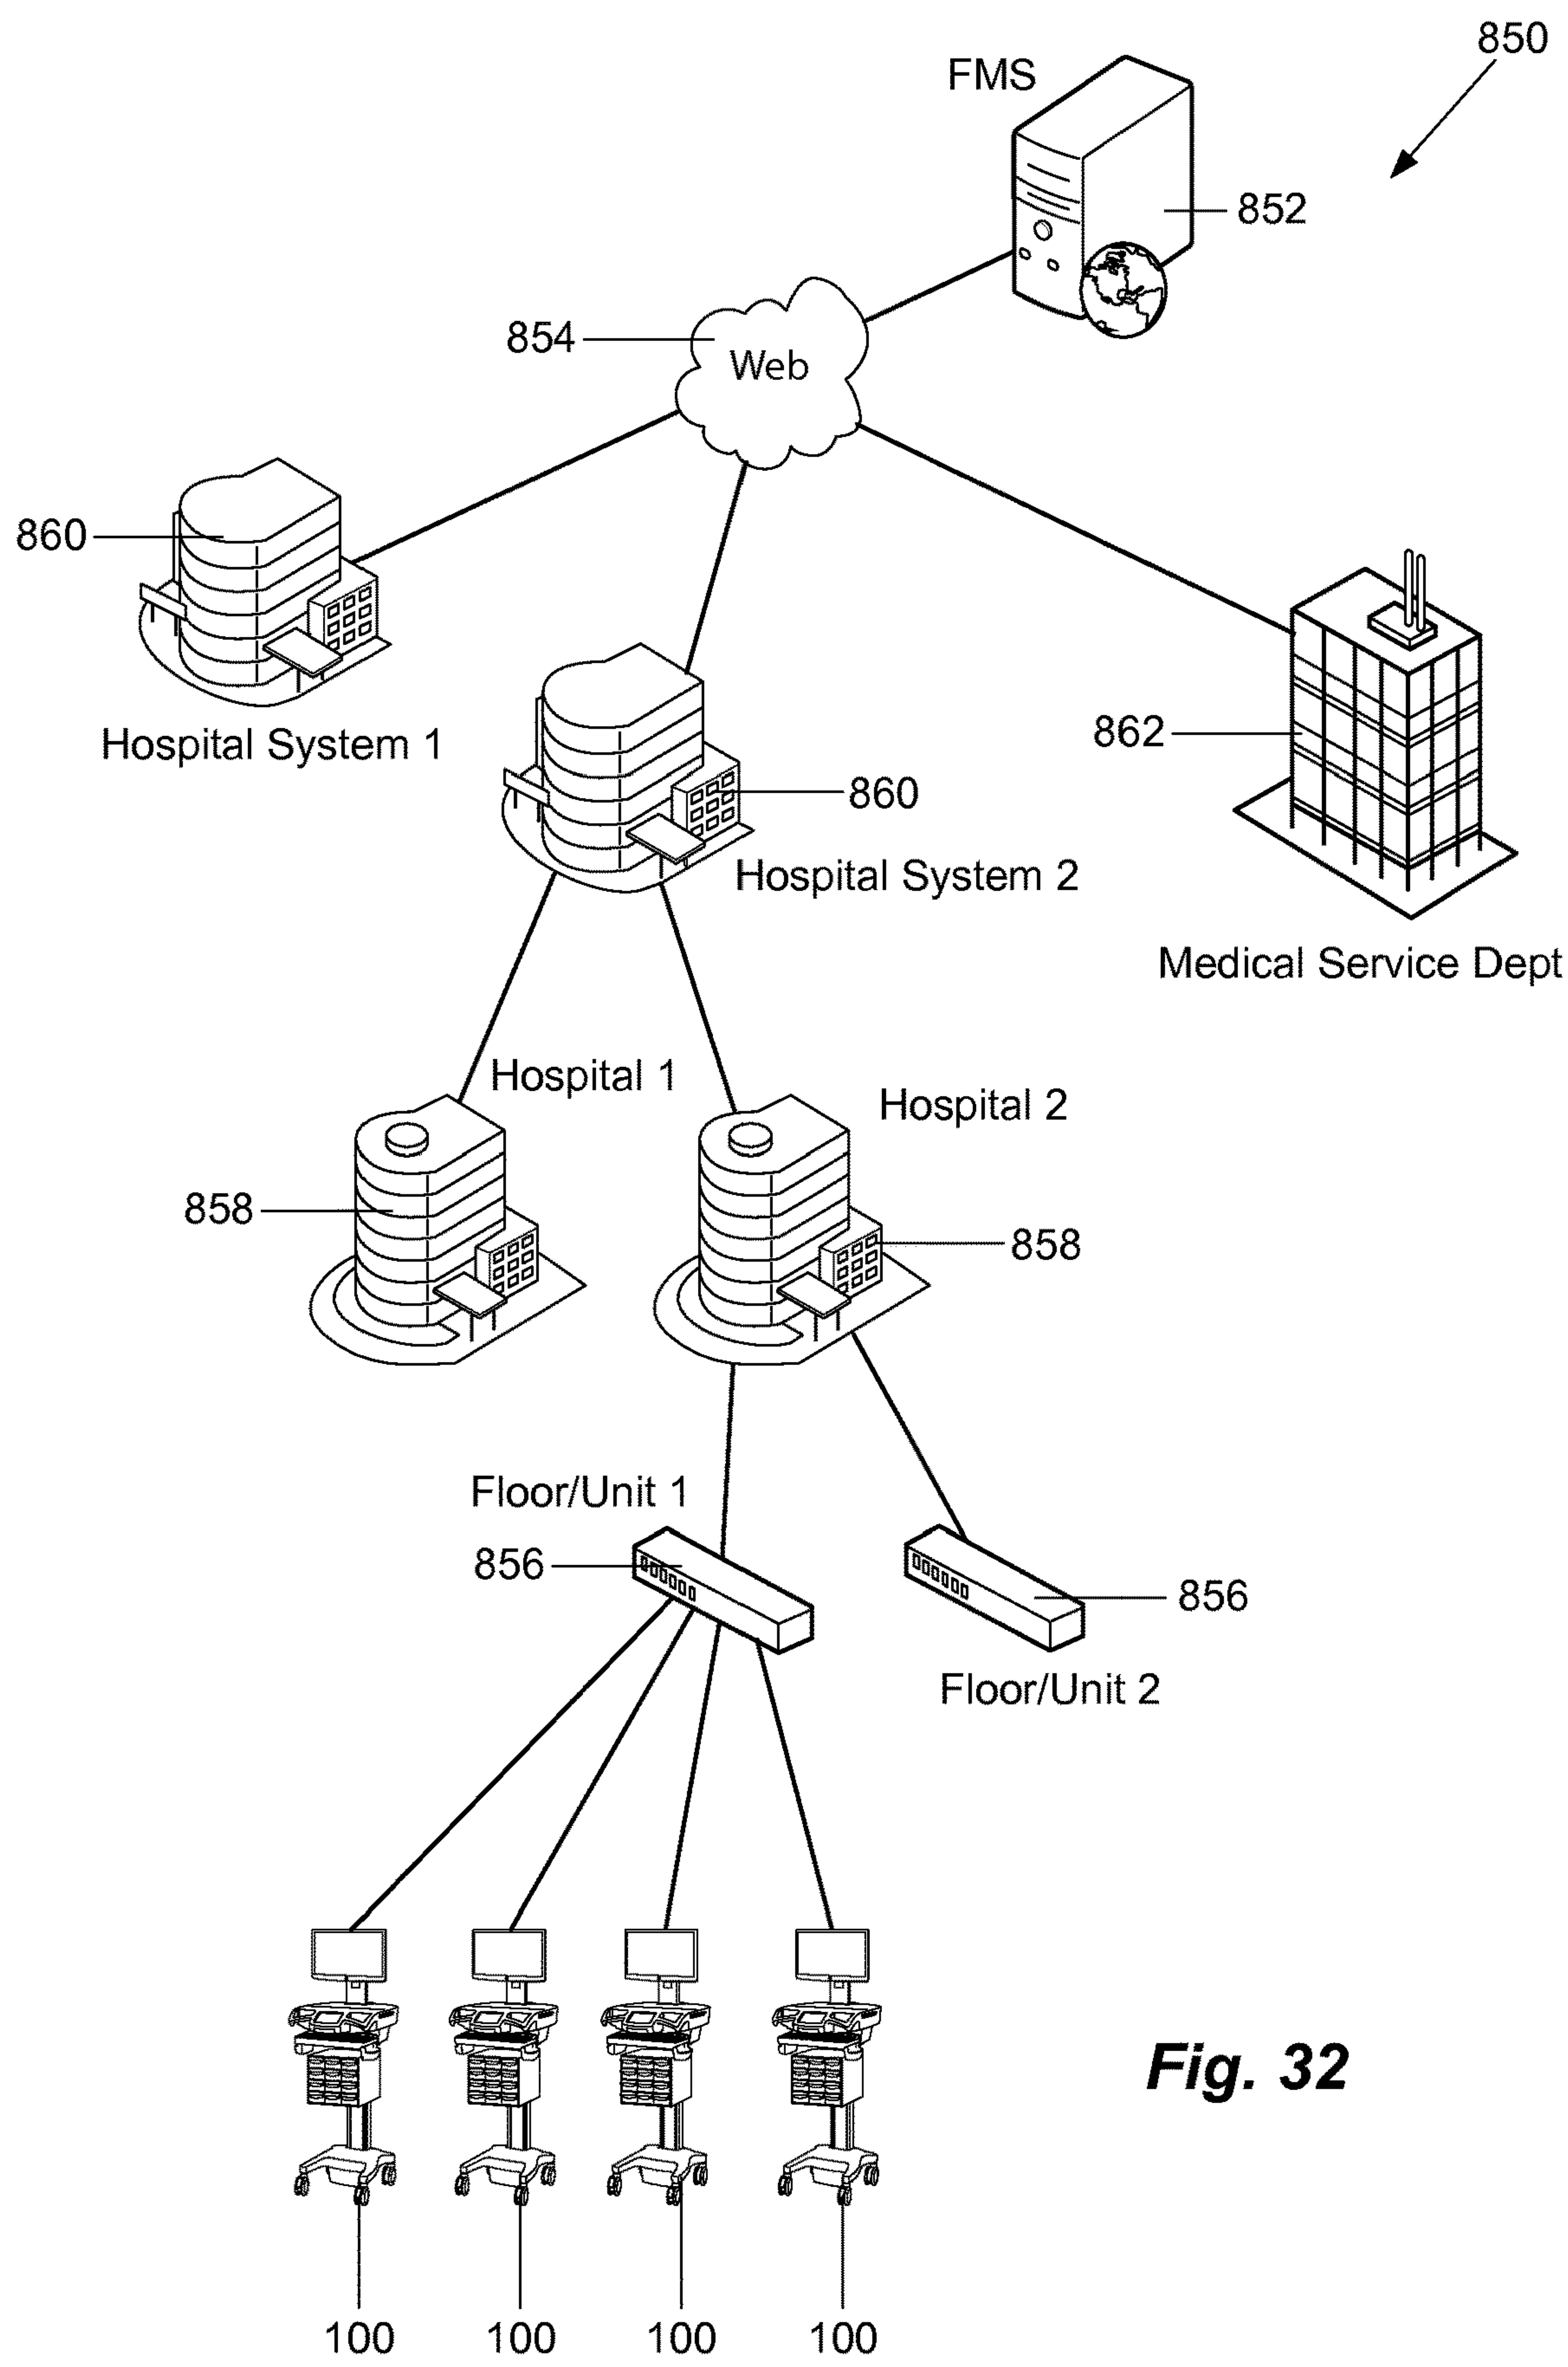 850
FMS
852
854
Web
860
Hospital System 1
862
860
Hospital System 2
Medical Service Dept
Hospital 1
Hospital 2
858
858
Floor/Unit 1
856
856
Floor/Unit 2
Fig. 32
100 100 100 100